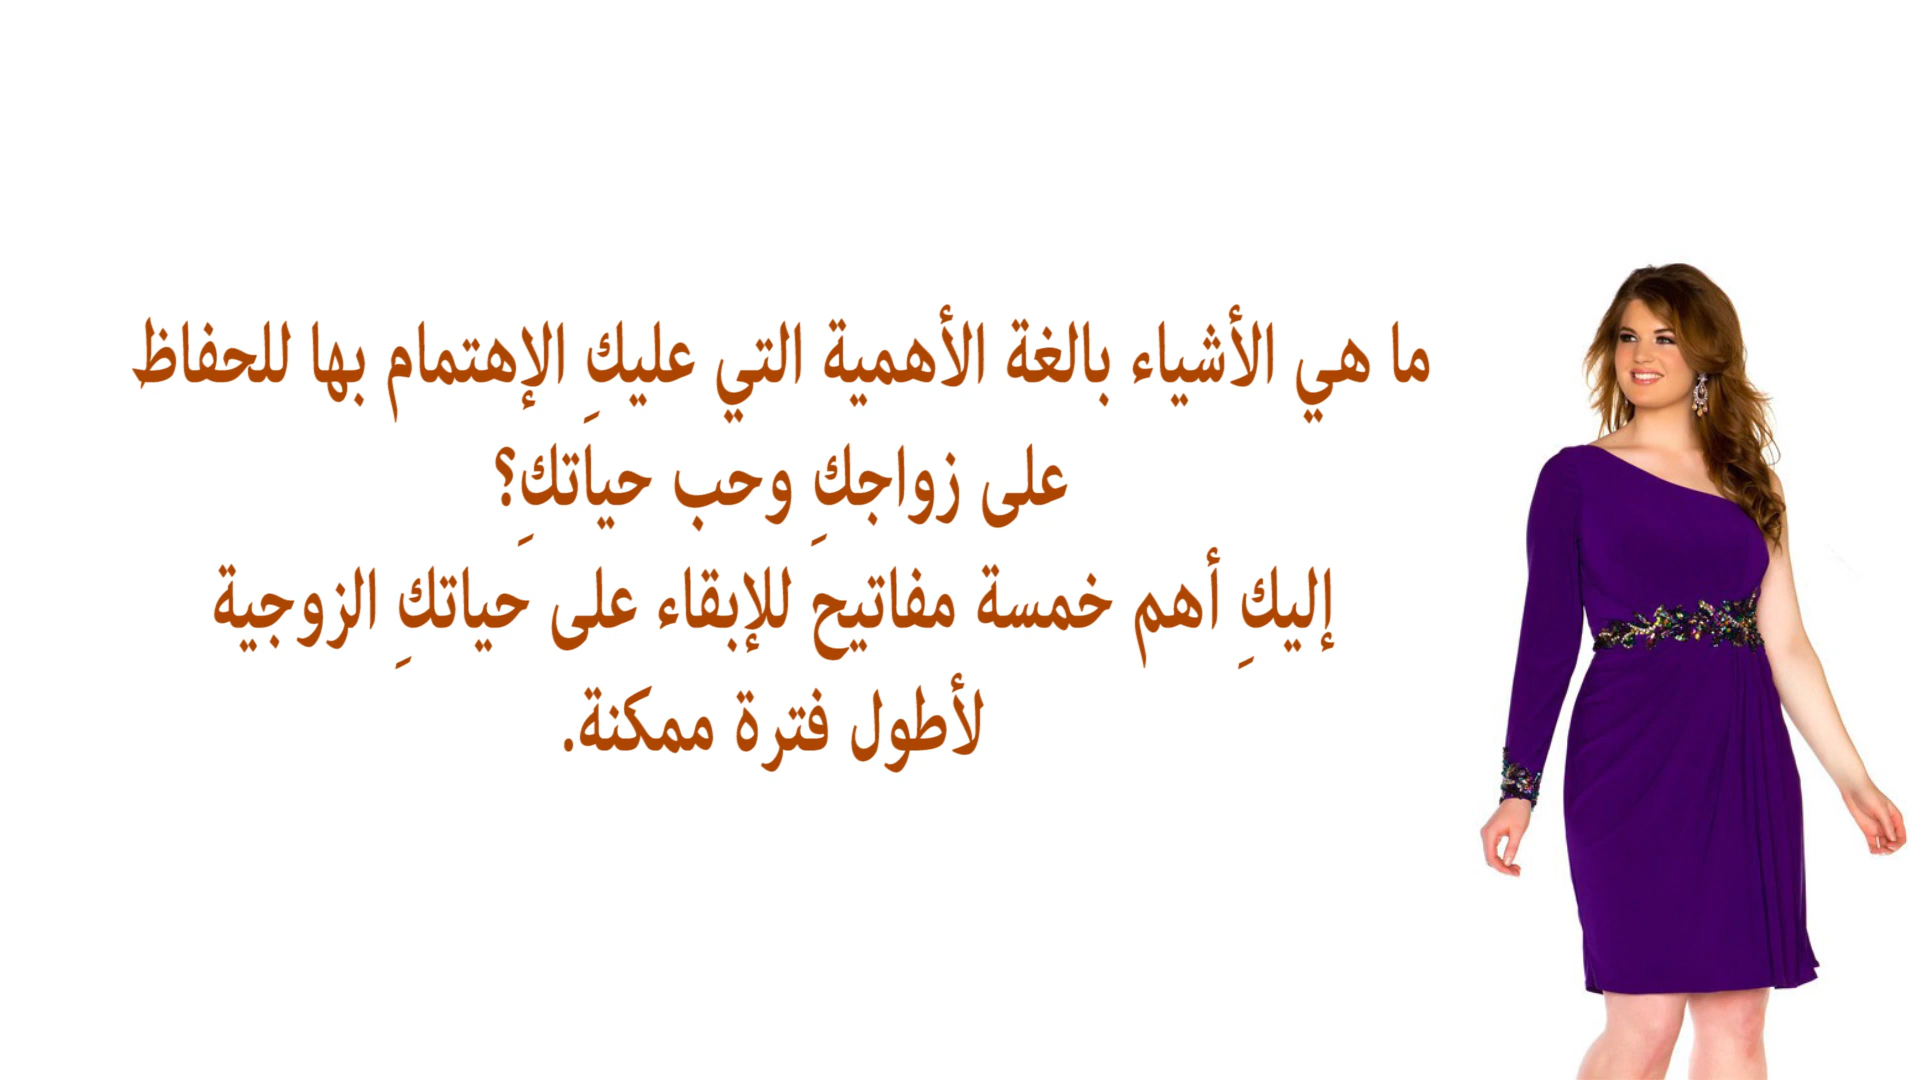 ما هي الأشياء بالغة الأهمية التي عليكِ الإهتمام بها للحفاظ
على زواجكِ وحب حياتكِ؟
إليكِ أهم خمسة مفاتيح للإبقاء على حياتكِ الزوجية
لأطول فترة ممكنة.